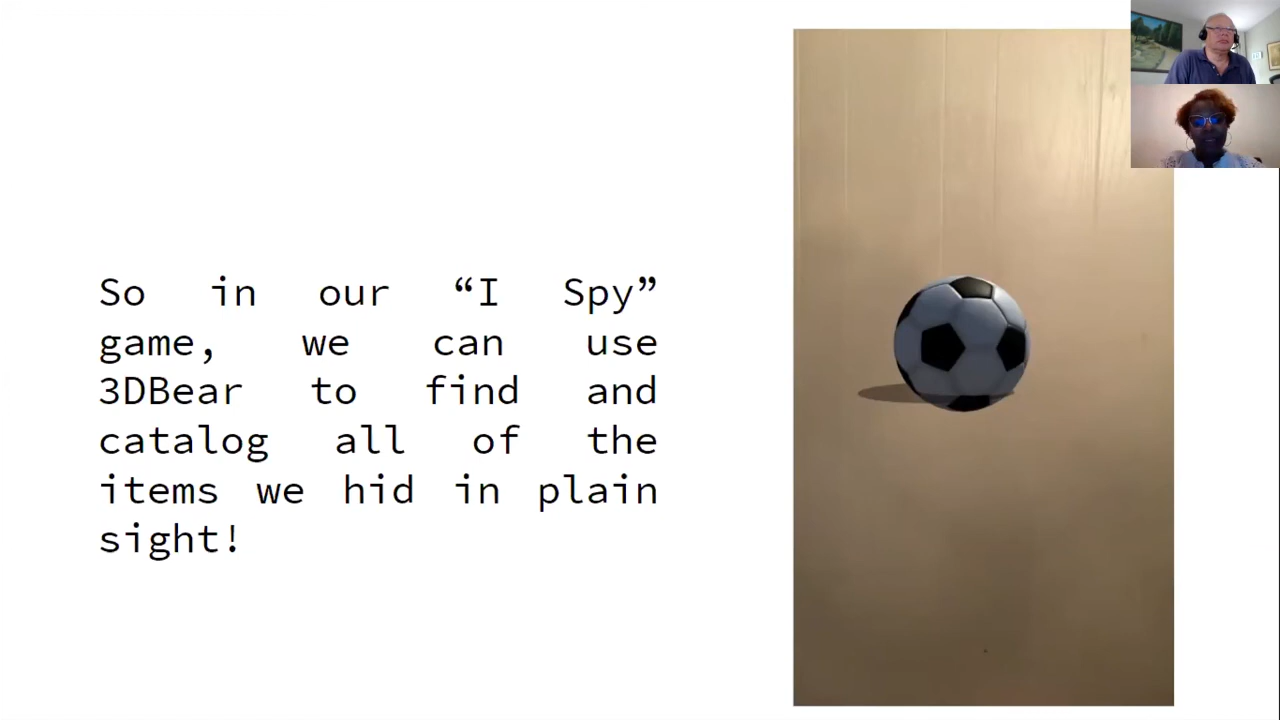 So in our “I Spy”
game, we can use
3DBear to find and
catalog all of the
items we hid in plain
sight!